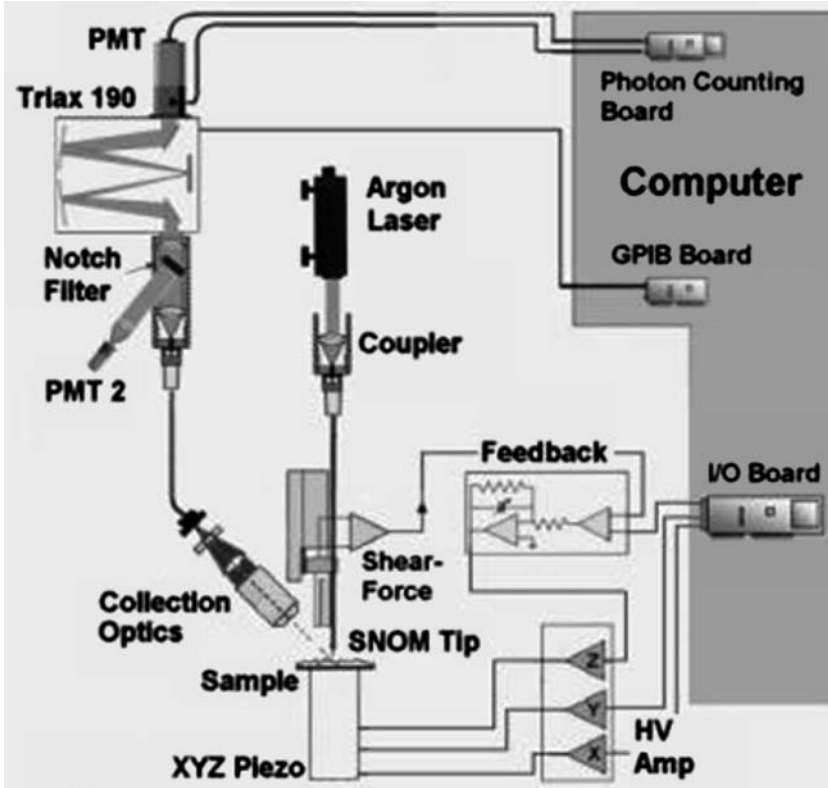 PMT
Triax 190
Photon Counting
Board
Computer
Argon
Laser
GPIB Board
Notch
Filter
Coupler
PMT 2
Feedback
I/O Board
Shear-
Force
Collection
Optics
SNOM Tip
Sample
Z
Y
X
HV
Amp
XYZ Piezo